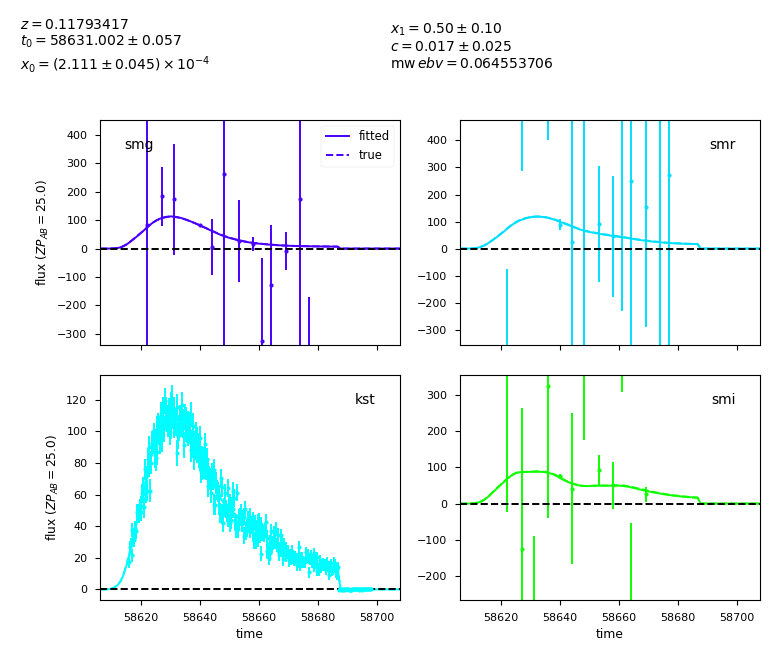 z = 0.11793417
t₀ = 58631.002 ± 0.057
x₀ = (2.111 ± 0.045) × 10⁻⁴
x₁ = 0.50 ± 0.10
c = 0.017 ± 0.025
mw ebv = 0.064553706
smg
fitted
true
400
300
200
100
0
−100
−200
−300
flux (ZP_AB = 25.0)
smr
400
300
200
100
0
−100
−200
−300
kst
120
100
80
60
40
20
0
flux (ZP_AB = 25.0)
58620 58640 58660 58680 58700
time
smi
300
200
100
0
−100
−200
58620 58640 58660 58680 58700
time